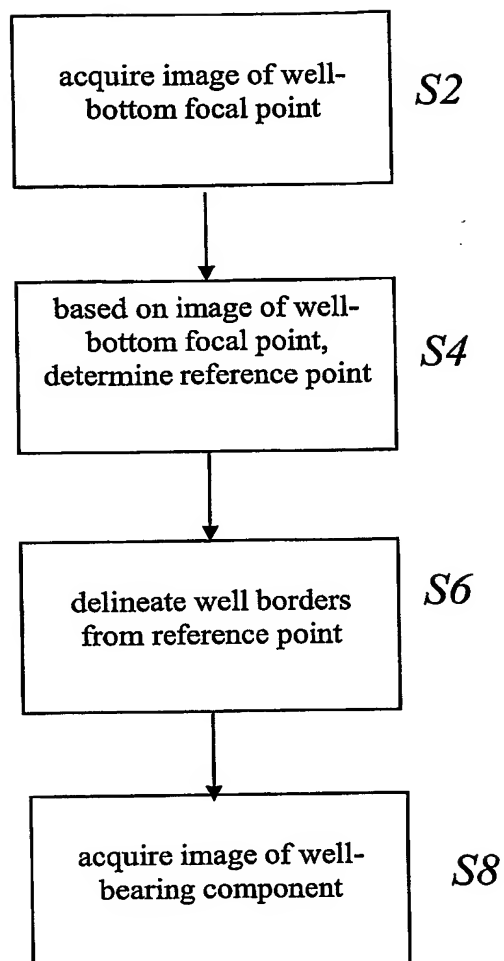 acquire image of well-
bottom focal point
S2
based on image of well-
bottom focal point,
determine reference point
S4
delineate well borders
from reference point
S6
acquire image of well-
bearing component
S8